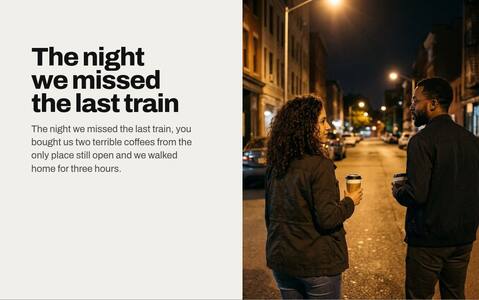 The night
we missed
the last train
The night we missed the last train, you
bought us two terrible coffees from the
only place still open and we walked
home for three hours.